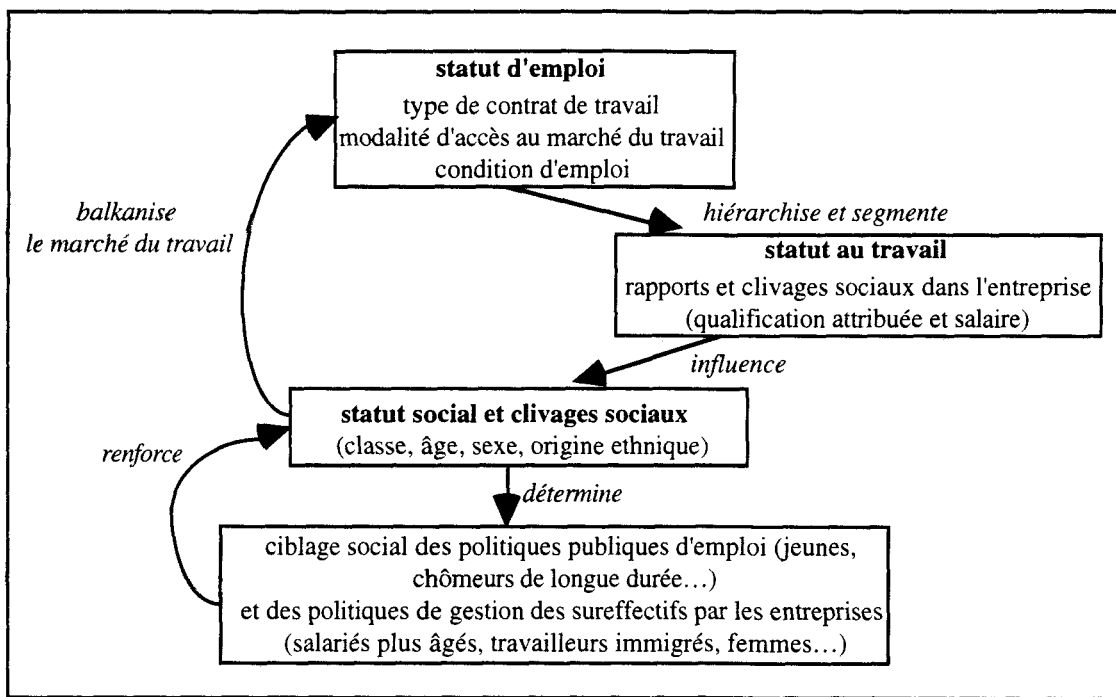 statut d'emploi
type de contrat de travail
modalité d'accès au marché du travail
condition d'emploi
balkanise
le marché du travail
hiérarchise et segmente
statut au travail
rapports et clivages sociaux dans l'entreprise
(qualification attribuée et salaire)
influence
statut social et clivages sociaux
(classe, âge, sexe, origine ethnique)
renforce
détermine
ciblage social des politiques publiques d'emploi (jeunes,
chômeurs de longue durée…)
et des politiques de gestion des sureffectifs par les entreprises
(salariés plus âgés, travailleurs immigrés, femmes…)